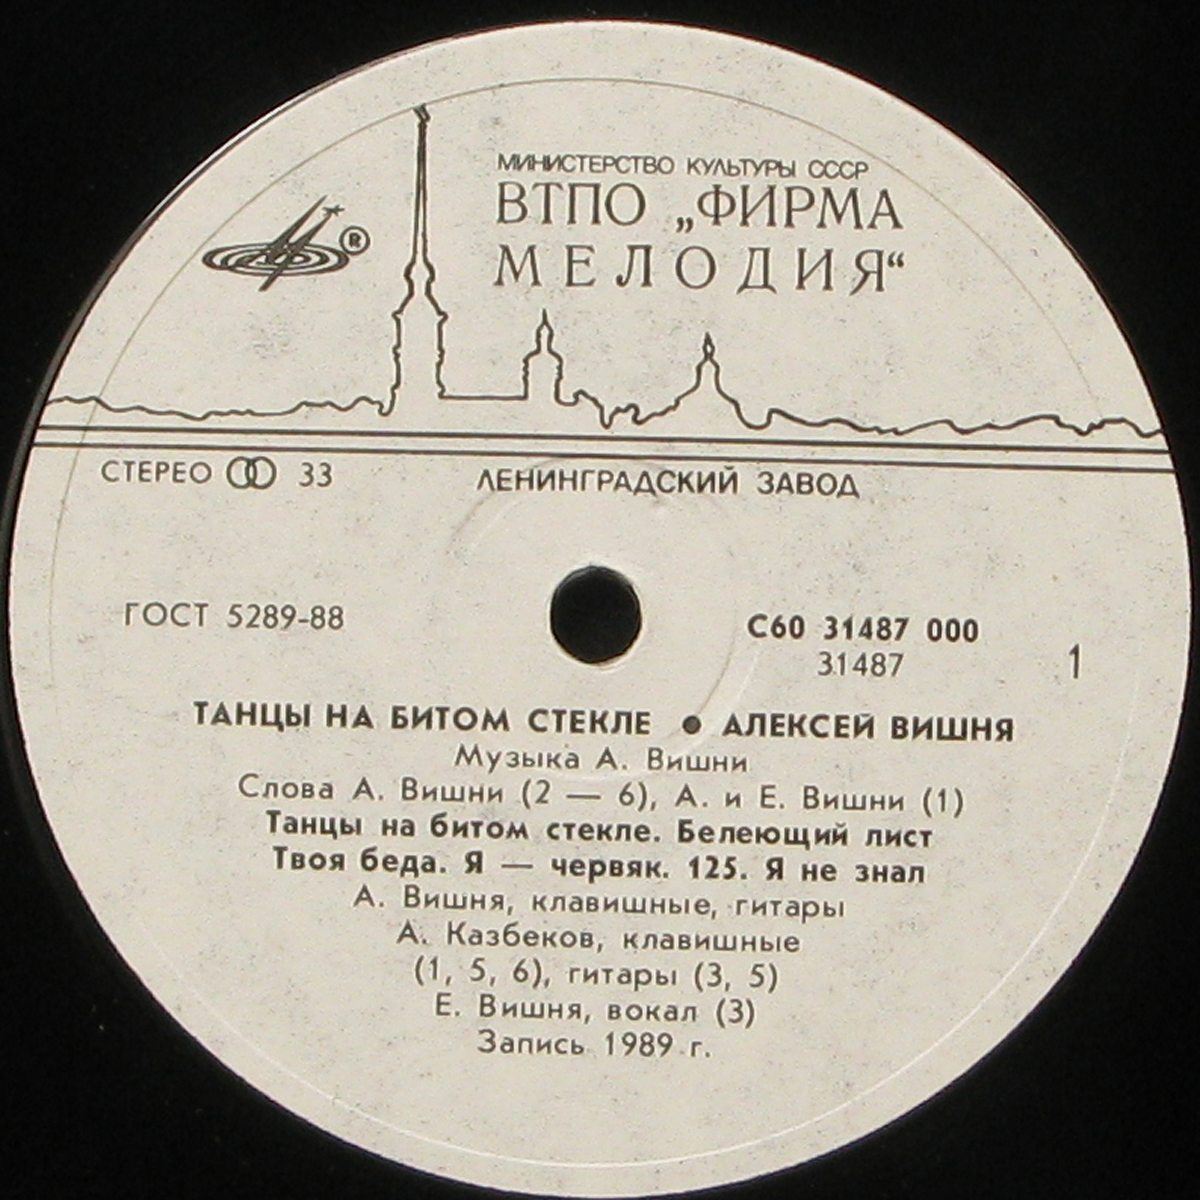 МИНИСТЕРСТВО КУЛЬТУРЫ СССР
ВТПО „ФИРМА
МЕЛОДИЯ“
®
СТЕРЕО 33
ЛЕНИНГРАДСКИЙ ЗАВОД
ГОСТ 5289-88
С60 31487 000
31487
1
ТАНЦЫ НА БИТОМ СТЕКЛЕ ● АЛЕКСЕЙ ВИШНЯ
Музыка А. Вишни
Слова А. Вишни (2 — 6), А. и Е. Вишни (1)
Танцы на битом стекле. Белеющий лист
Твоя беда. Я — червяк. 125. Я не знал
А. Вишня, клавишные, гитары
А. Казбеков, клавишные
(1, 5, 6), гитары (3, 5)
Е. Вишня, вокал (3)
Запись 1989 г.